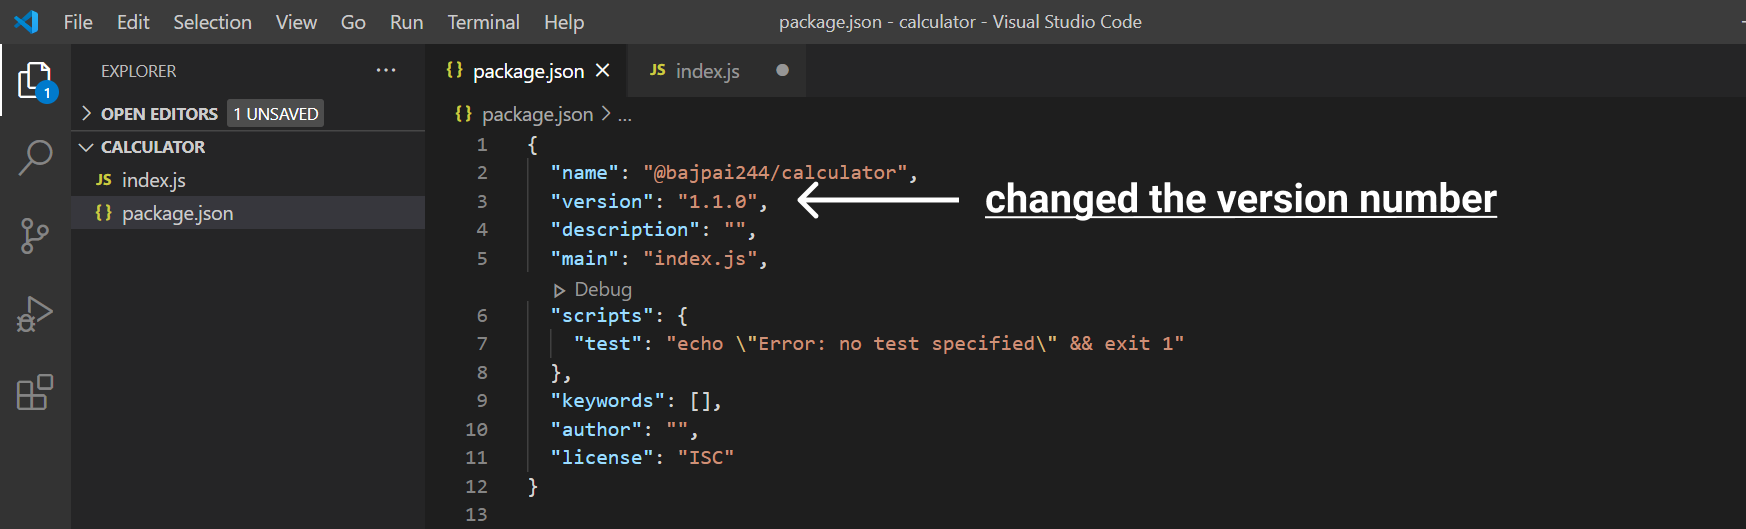 File Edit Selection View Go Run Terminal Help package.json - calculator - Visual Studio Code
EXPLORER ...
1
OPEN EDITORS 1 UNSAVED
CALCULATOR
JS index.js
{} package.json
{} package.json JS index.js
{} package.json > ...
1 {
2 "name": "@bajpai244/calculator",
3 "version": "1.1.0",
changed the version number
4 "description": "",
5 "main": "index.js",
Debug
6 "scripts": {
7 "test": "echo \"Error: no test specified\" && exit 1"
8 },
9 "keywords": [],
10 "author": "",
11 "license": "ISC"
12 }
13